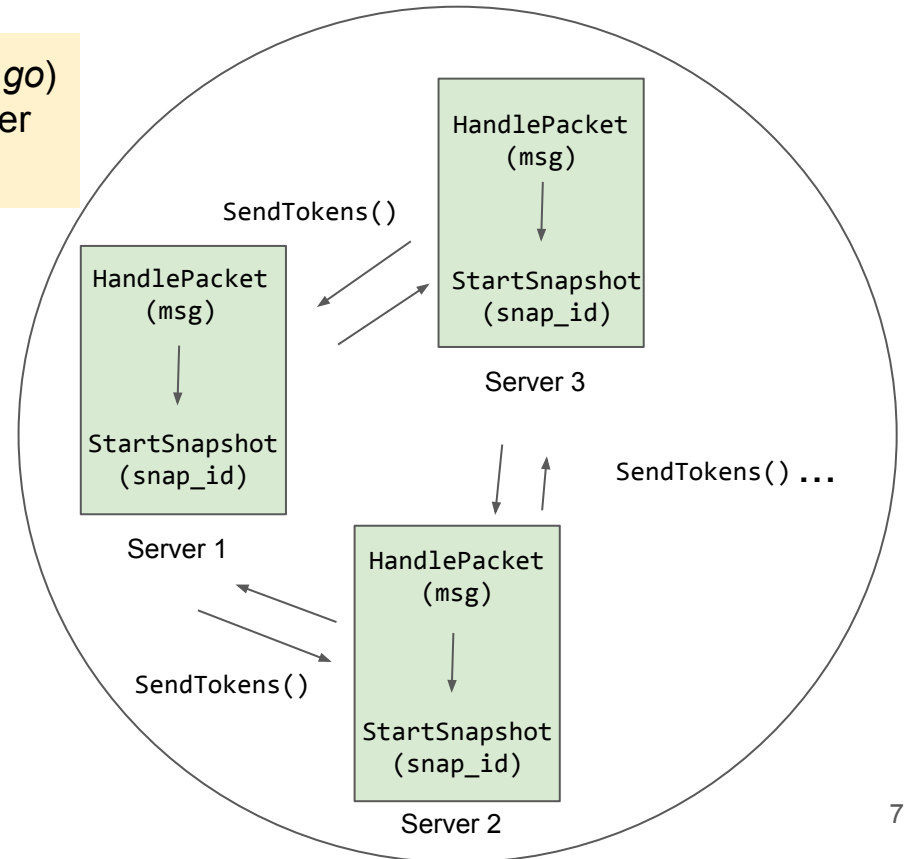 go)
er
HandlePacket
(msg)
StartSnapshot
(snap_id)
Server 3
SendTokens()
HandlePacket
(msg)
StartSnapshot
(snap_id)
Server 1
SendTokens() ...
HandlePacket
(msg)
StartSnapshot
(snap_id)
Server 2
SendTokens()
7